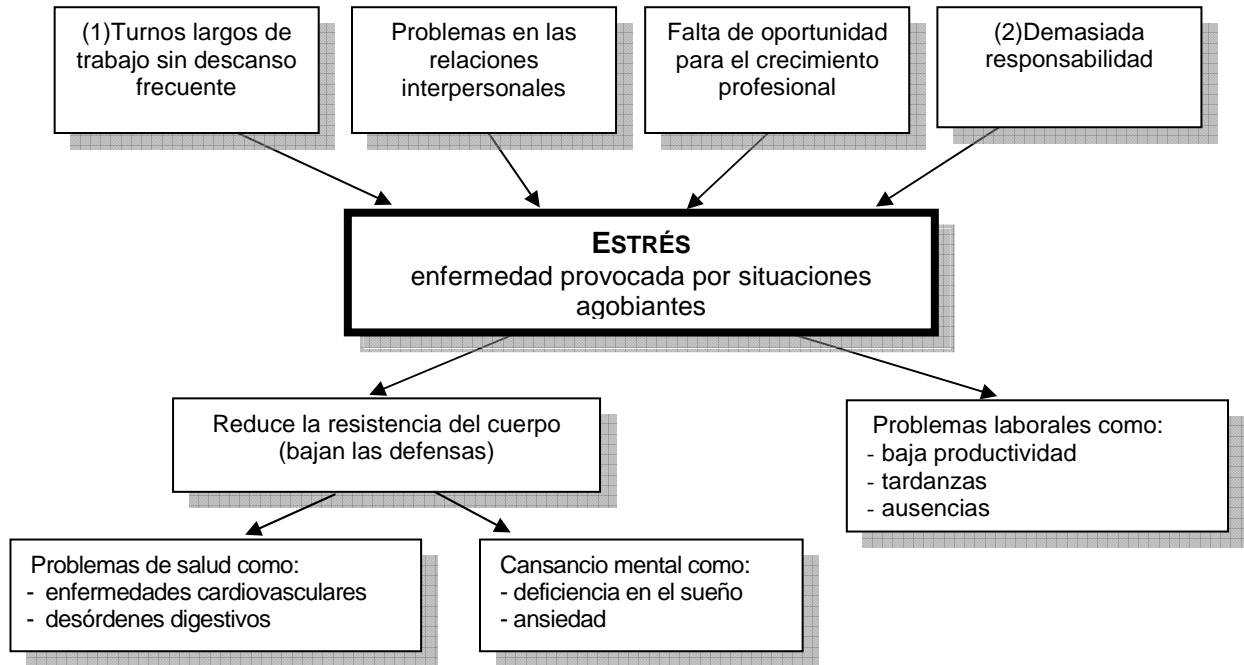 (1)Turnos largos de
trabajo sin descanso
frecuente
Problemas en las
relaciones
interpersonales
Falta de oportunidad
para el crecimiento
profesional
(2)Demasiada
responsabilidad
ESTRÉS
enfermedad provocada por situaciones
agobiantes
Reduce la resistencia del cuerpo
(bajan las defensas)
Problemas laborales como:
- baja productividad
- tardanzas
- ausencias
Problemas de salud como:
- enfermedades cardiovasculares
- desórdenes digestivos
Cansancio mental como:
- deficiencia en el sueño
- ansiedad